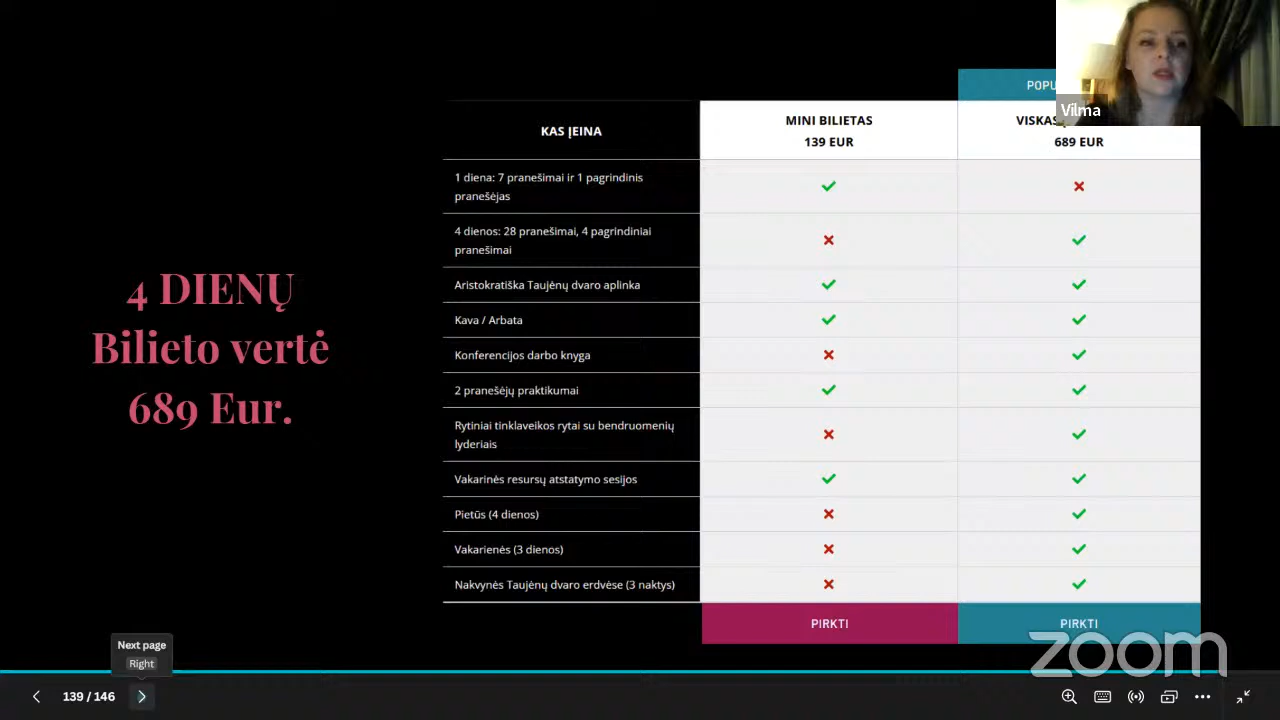 POPU
Vilma
KAS ĮEINA
MINI BILIETAS
139 EUR
VISKAS
689 EUR
1 diena: 7 pranešimai ir 1 pagrindinis
pranešėjas
4 dienos: 28 pranešimai, 4 pagrindiniai
pranešimai
Aristokratiška Taujėnų dvaro aplinka
Kava / Arbata
Konferencijos darbo knyga
2 pranešėjų praktikumai
Rytiniai tinklaveikos rytai su bendruomenių
lyderiais
Vakarinės resursų atstatymo sesijos
Pietūs (4 dienos)
Vakarienės (3 dienos)
Nakvynės Taujėnų dvaro erdvėse (3 naktys)
PIRKTI
PIRKTI
4 DIENŲ
Bilieto vertė
689 Eur.
Next page
Right
139 / 146
zoom